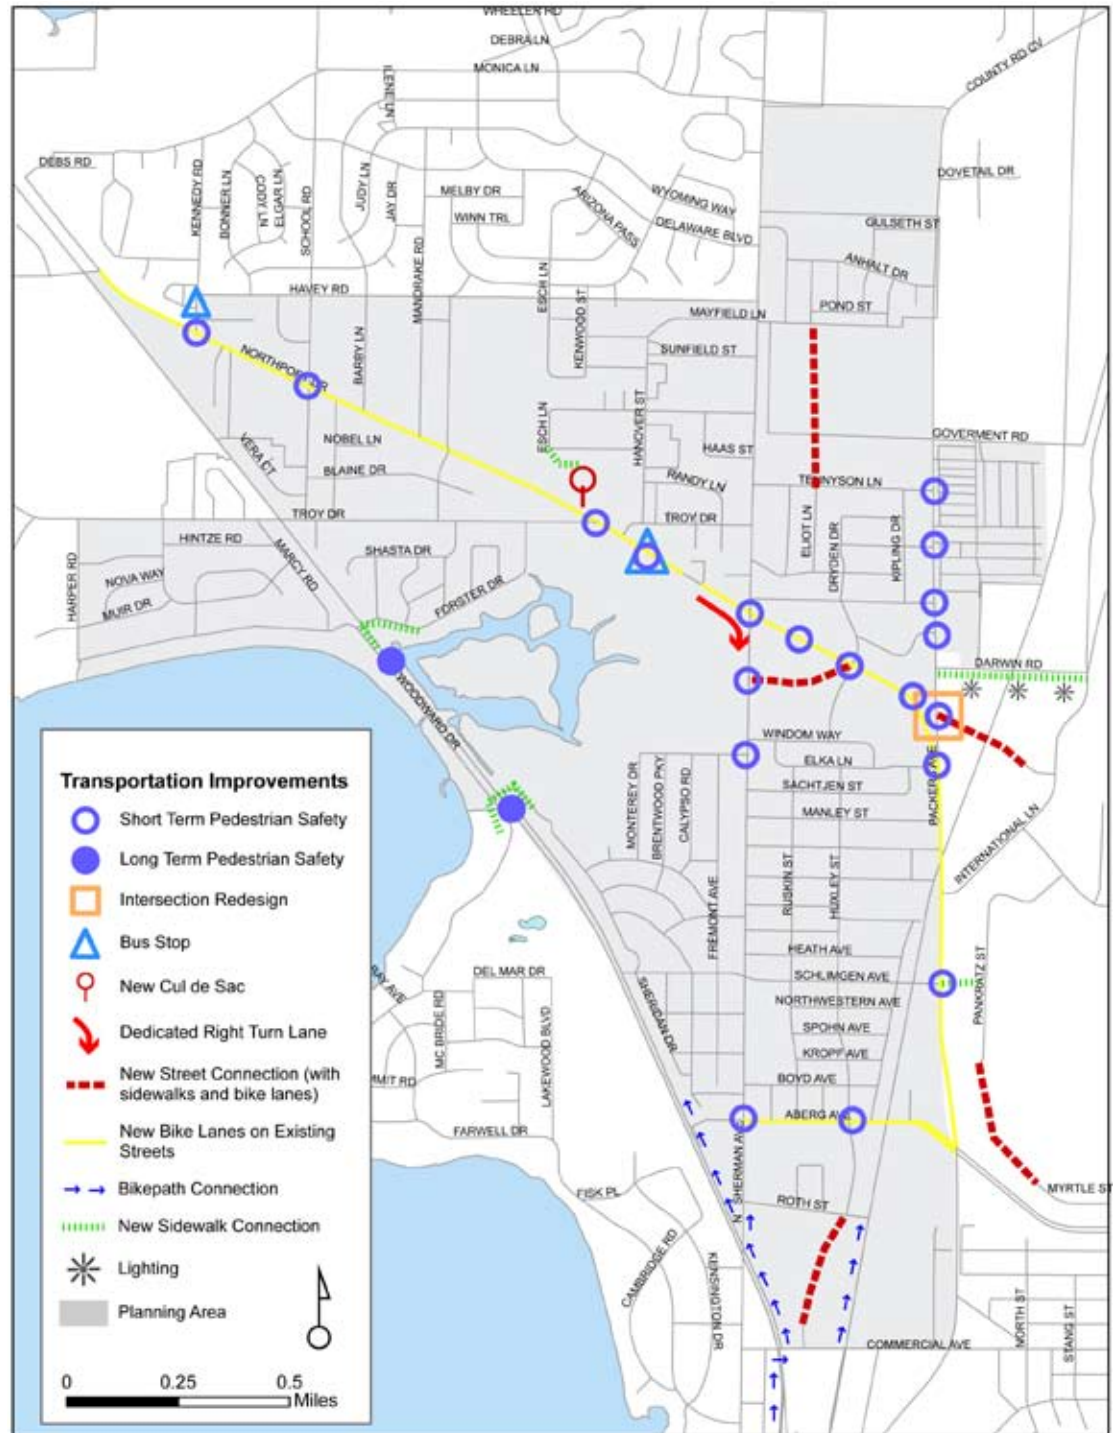 WHEELER RD
DEBRA LN
MONICA LN
COUNTY RD CV
ILENE LN
DEBS RD
KENNEDY RD
BONNER LN
CODY LN
ELGAR LN
SCHOOL RD
JUDY LN
JAY DR
MELBY DR
WINN TRL
ARIZONA PASS
WYOMING WAY
DELAWARE BLVD
DOVETAIL DR
GULSETH ST
ANHALT DR
HAVEY RD
MANDRAKE RD
ESCH LN
KENWOOD ST
MAYFIELD LN
POND ST
SUNFIELD ST
NORTHPORT DR
BARBY LN
VERA CT
NOBEL LN
BLAINE DR
ESCH LN
HANOVER ST
HAAS ST
RANDY LN
GOVERMENT RD
TENNYSON LN
TROY DR
TROY DR
ELIOT LN
DRYDEN DR
KIPLING DR
HARPER RD
HINTZE RD
NOVA WAY
MUIR DR
MARCY RD
SHASTA DR
FORSTER DR
DARWIN RD
WOODWARD DR
WINDOM WAY
ELKA LN
SACHTJEN ST
MANLEY ST
PACKERS AVE
INTERNATIONAL LN
MONTEREY DR
BRENTWOOD PKY
CALYPSO RD
RUSKIN ST
HUXLEY ST
FREMONT AVE
HEATH AVE
SCHLIMGEN AVE
NORTHWESTERN AVE
SPOHN AVE
KROPF AVE
BOYD AVE
ABERG AVE
PANKRATZ ST
SHERIDAN DR
RAY AVE
DEL MAR DR
MC BRIDE RD
LAKEWOOD BLVD
MMIT RD
FARWELL DR
FISK PL
N SHERMAN AVE
ROTH ST
MYRTLE ST
CAMBRIDGE RD
KENSINGTON DR
COMMERCIAL AVE
NORTH ST
STANG ST
Transportation Improvements
Short Term Pedestrian Safety
Long Term Pedestrian Safety
Intersection Redesign
Bus Stop
New Cul de Sac
Dedicated Right Turn Lane
New Street Connection (with
sidewalks and bike lanes)
New Bike Lanes on Existing
Streets
Bikepath Connection
New Sidewalk Connection
Lighting
Planning Area
0 0.25 0.5
Miles